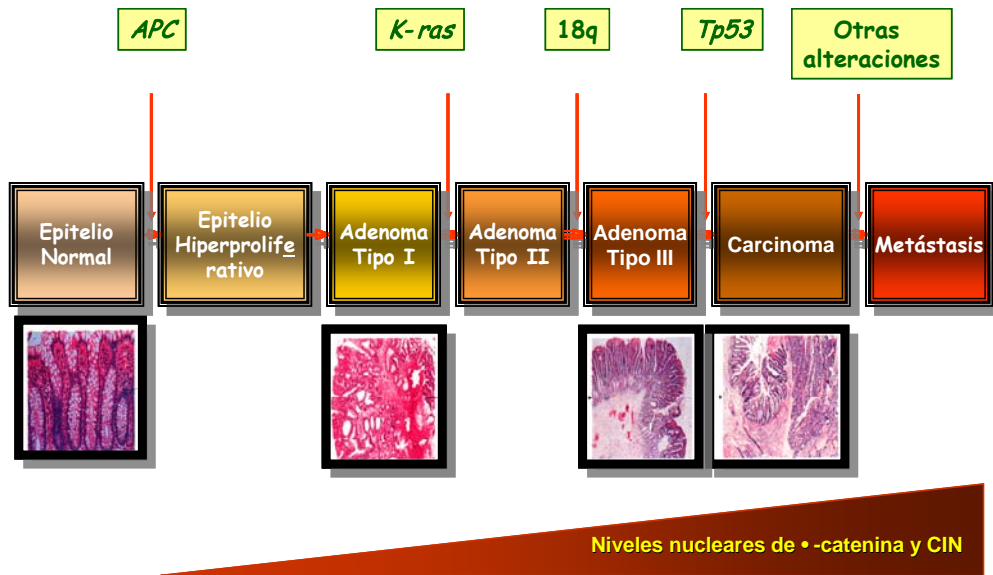 APC
K-ras
18q
Tp53
Otras
alteraciones
Epitelio
Normal
Epitelio
Hiperprolife
rativo
Adenoma
Tipo I
Adenoma
Tipo II
Adenoma
Tipo III
Carcinoma
Metástasis
Niveles nucleares de • -catenina y CIN